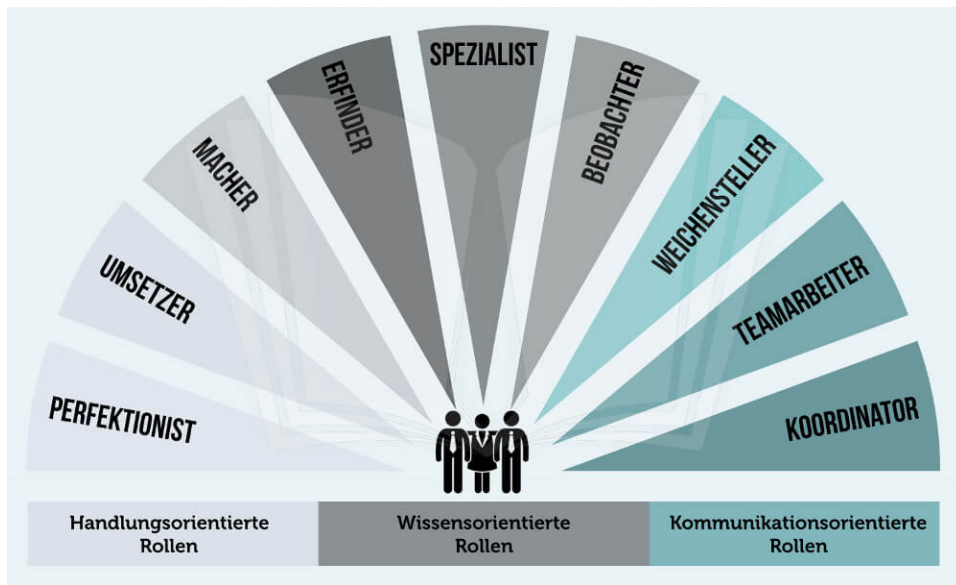 PERFEKTIONIST
UMSETZER
MACHER
ERFINDER
SPEZIALIST
BEOBACHTER
WEICHENSTELLER
TEAMARBEITER
KOORDINATOR
Handlungsorientierte
Rollen
Wissensorientierte
Rollen
Kommunikationsorientierte
Rollen